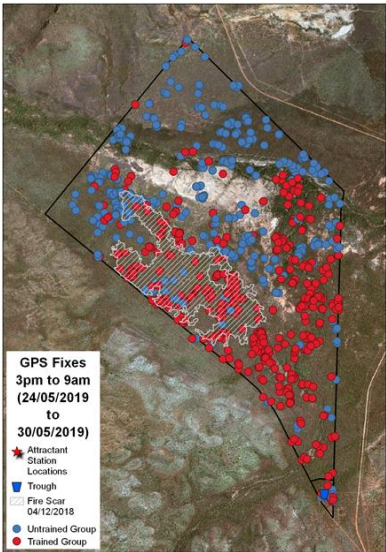 GPS Fixes
3pm to 9am
(24/05/2019
to
30/05/2019)
Attractant
Station
Locations
Trough
Fire Scar
04/12/2018
Untrained Group
Trained Group